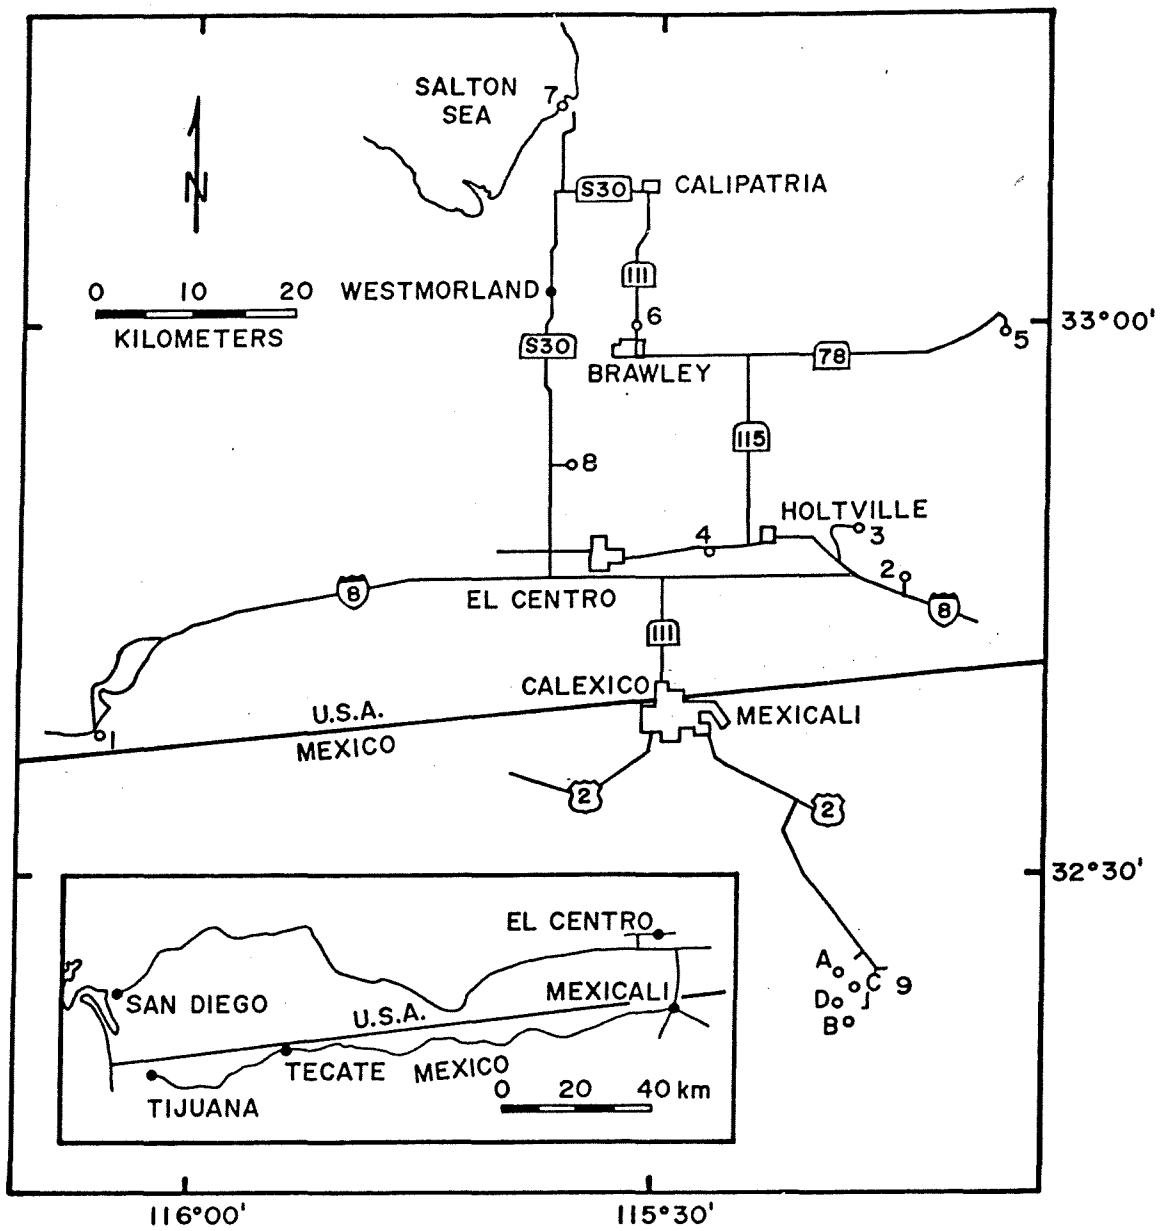 SALTON
SEA
7
N
S30
CALIPATRIA
111
0 10 20
KILOMETERS
WESTMORLAND
6
33°00'
5
S30
78
BRAWLEY
115
8
HOLTVILLE
4
3
2
8
8
EL CENTRO
111
CALEXICO
U.S.A.
MEXICO
MEXICALI
1
2
2
32°30'
EL CENTRO
A
C
9
D
B
SAN DIEGO
MEXICALI
U.S.A.
TECATE
MEXICO
TIJUANA
0 20 40 km
116°00'
115°30'